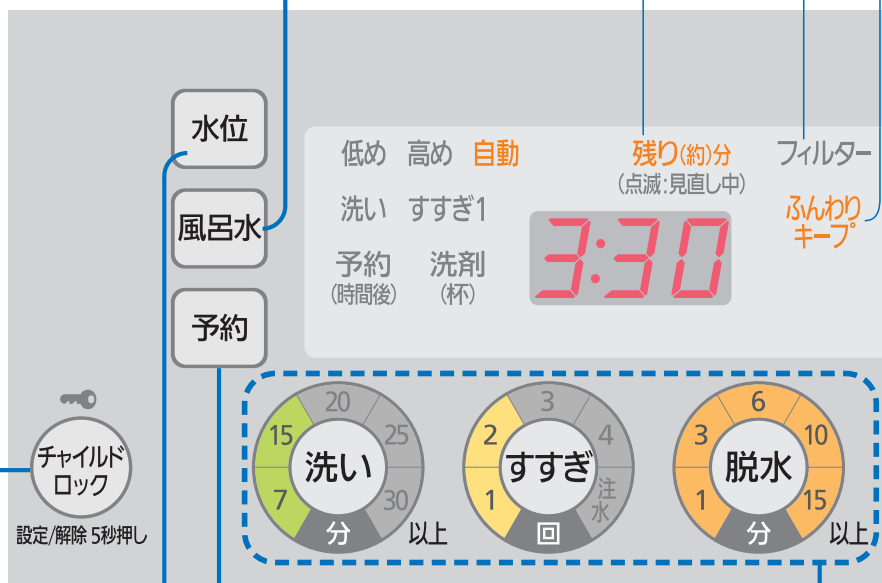 水位
低め 高め 自動 残り(約)分 フィルター
(点滅:見直し中)
風呂水
洗い すすぎ1 ふんわり
キープ
予約 洗剤
(時間後) (杯)
3:30
予約
チャイルド
ロック
設定/解除 5秒押し
洗い
7 15 20 25 30
分 以上
すすぎ
1 2 3 4 注水
回
脱水
1 3 6 10 15
分 以上